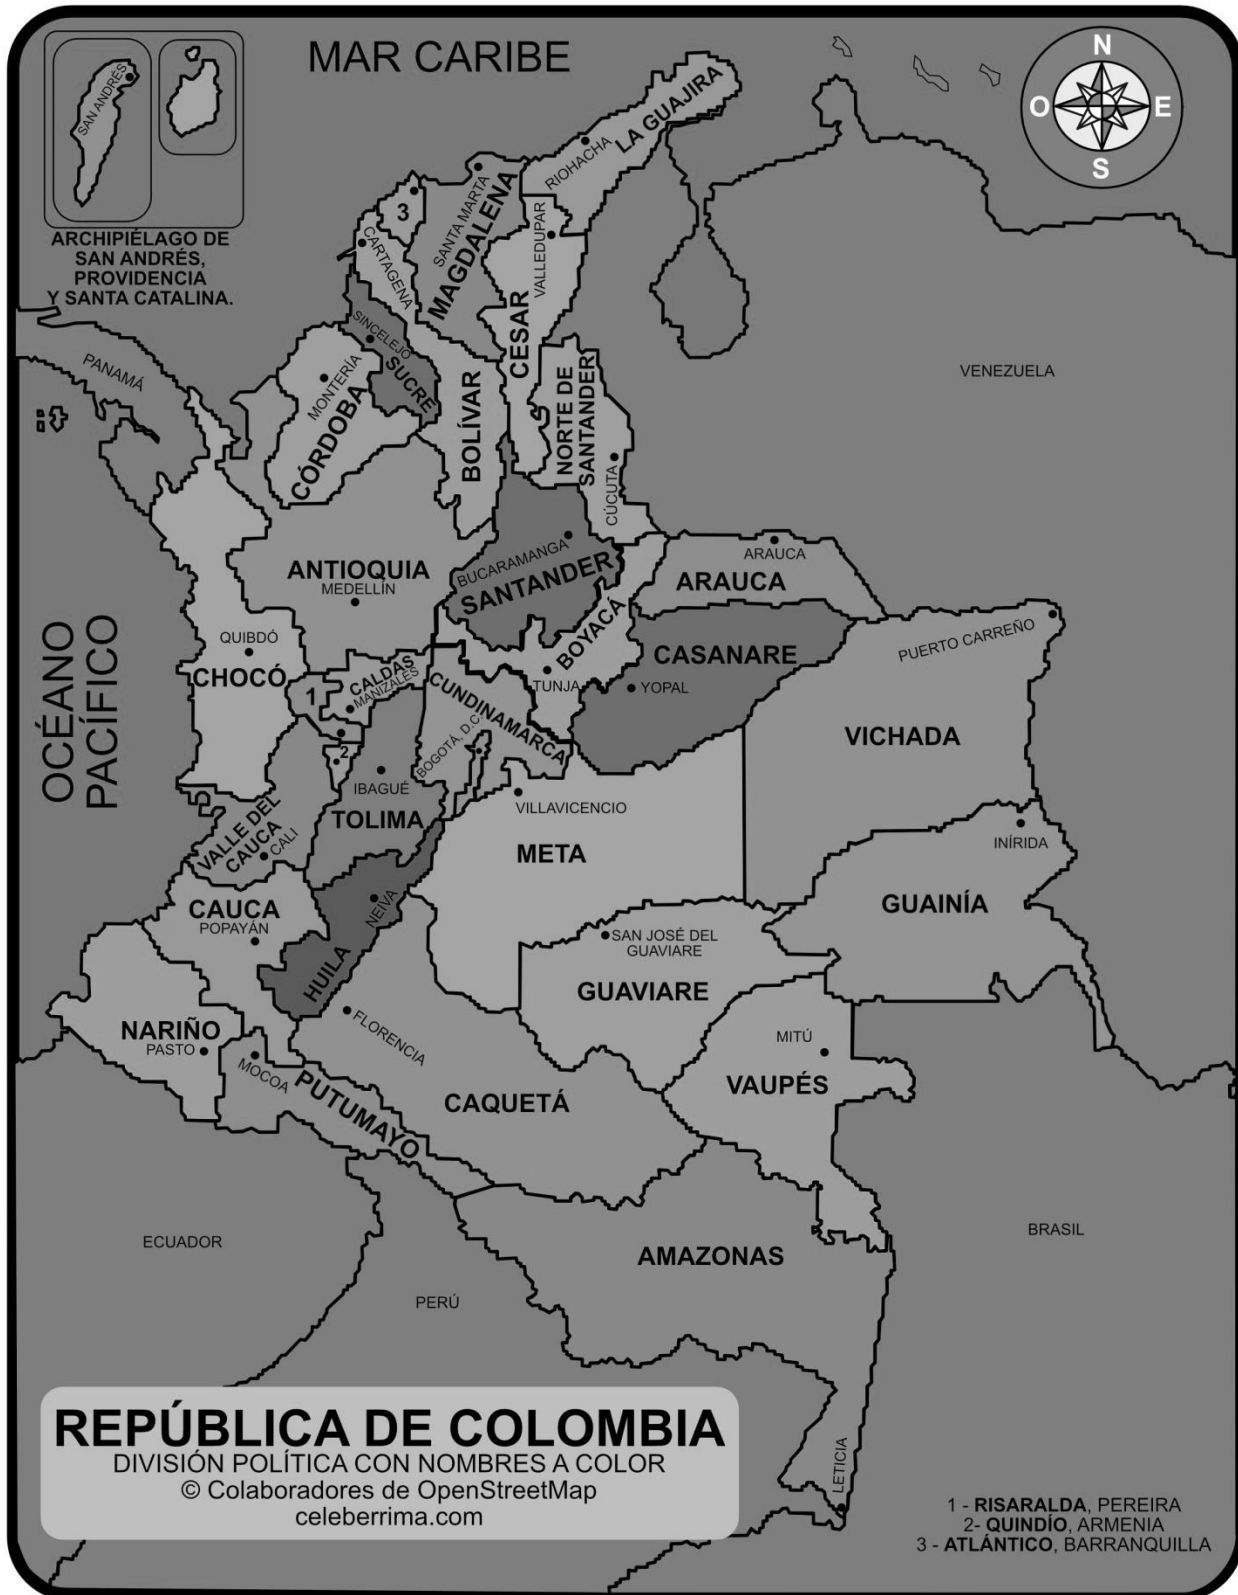 MAR CARIBE
N
O
E
S
SAN ANDRÉS
ARCHIPIÉLAGO DE
SAN ANDRÉS,
PROVIDENCIA
Y SANTA CATALINA.
LA GUAJIRA
RIOHACHA
3
SANTA MARTA
MAGDALENA
CARTAGENA
VALLEDUPAR
CESAR
SINCELEJO
SUCRE
PANAMÁ
MONTERÍA
CÓRDOBA
BOLÍVAR
NORTE DE
SANTANDER
CÚCUTA
VENEZUELA
ANTIOQUIA
MEDELLÍN
BUCARAMANGA
SANTANDER
ARAUCA
ARAUCA
BOYACÁ
TUNJA
CASANARE
YOPAL
PUERTO CARREÑO
VICHADA
OCÉANO
PACÍFICO
QUIBDÓ
CHOCÓ
1
CALDAS
MANIZALES
CUNDINAMARCA
BOGOTÁ, D.C.
2
IBAGUÉ
TOLIMA
VILLAVICENCIO
META
VALLE DEL
CAUCA
CALI
INÍRIDA
GUAINÍA
CAUCA
POPAYÁN
NEIVA
HUILA
SAN JOSÉ DEL
GUAVIARE
GUAVIARE
NARIÑO
PASTO
FLORENCIA
MITÚ
VAUPÉS
MOCOA
PUTUMAYO
CAQUETÁ
ECUADOR
PERÚ
AMAZONAS
BRASIL
LETICIA
REPÚBLICA DE COLOMBIA
DIVISIÓN POLÍTICA CON NOMBRES A COLOR
© Colaboradores de OpenStreetMap
celeberrima.com
1 - RISARALDA, PEREIRA
2- QUINDÍO, ARMENIA
3 - ATLÁNTICO, BARRANQUILLA